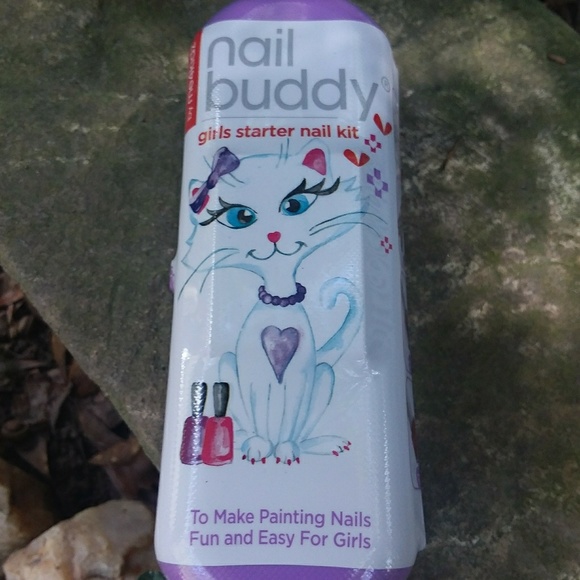 nail
buddy®
girls starter nail kit
To Make Painting Nails
Fun and Easy For Girls